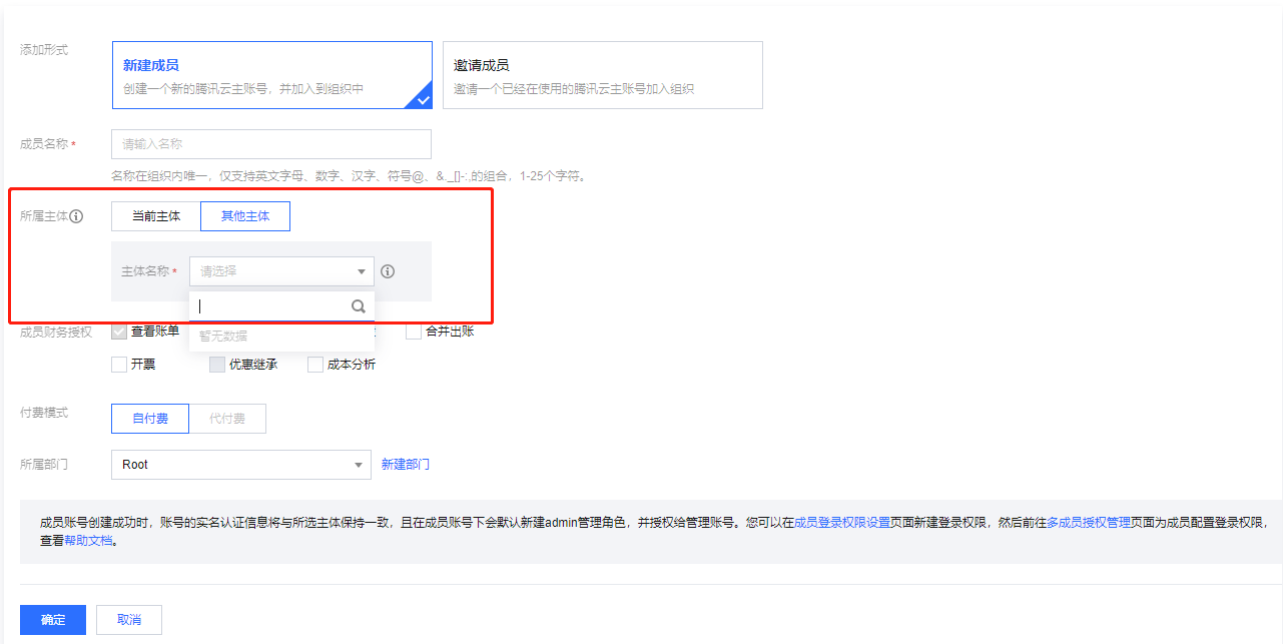 添加形式
新建成员
创建一个新的腾讯云主账号，并加入到组织中
邀请成员
邀请一个已经在使用的腾讯云主账号加入组织
成员名称 *
请输入名称
名称在组织内唯一，仅支持英文字母、数字、汉字、符号@、&._[]-:,的组合，1-25个字符。
所属主体
当前主体 其他主体
主体名称 * 请选择
暂无数据
成员财务授权 查看账单 合并出账
开票 优惠继承 成本分析
付费模式 自付费 代付费
所属部门 Root 新建部门
成员账号创建成功时，账号的实名认证信息将与所选主体保持一致，且在成员账号下会默认新建admin管理角色，并授权给管理账号。您可以在成员登录权限设置页面新建登录权限，然后前往多成员授权管理页面为成员配置登录权限，
查看帮助文档。
确定 取消